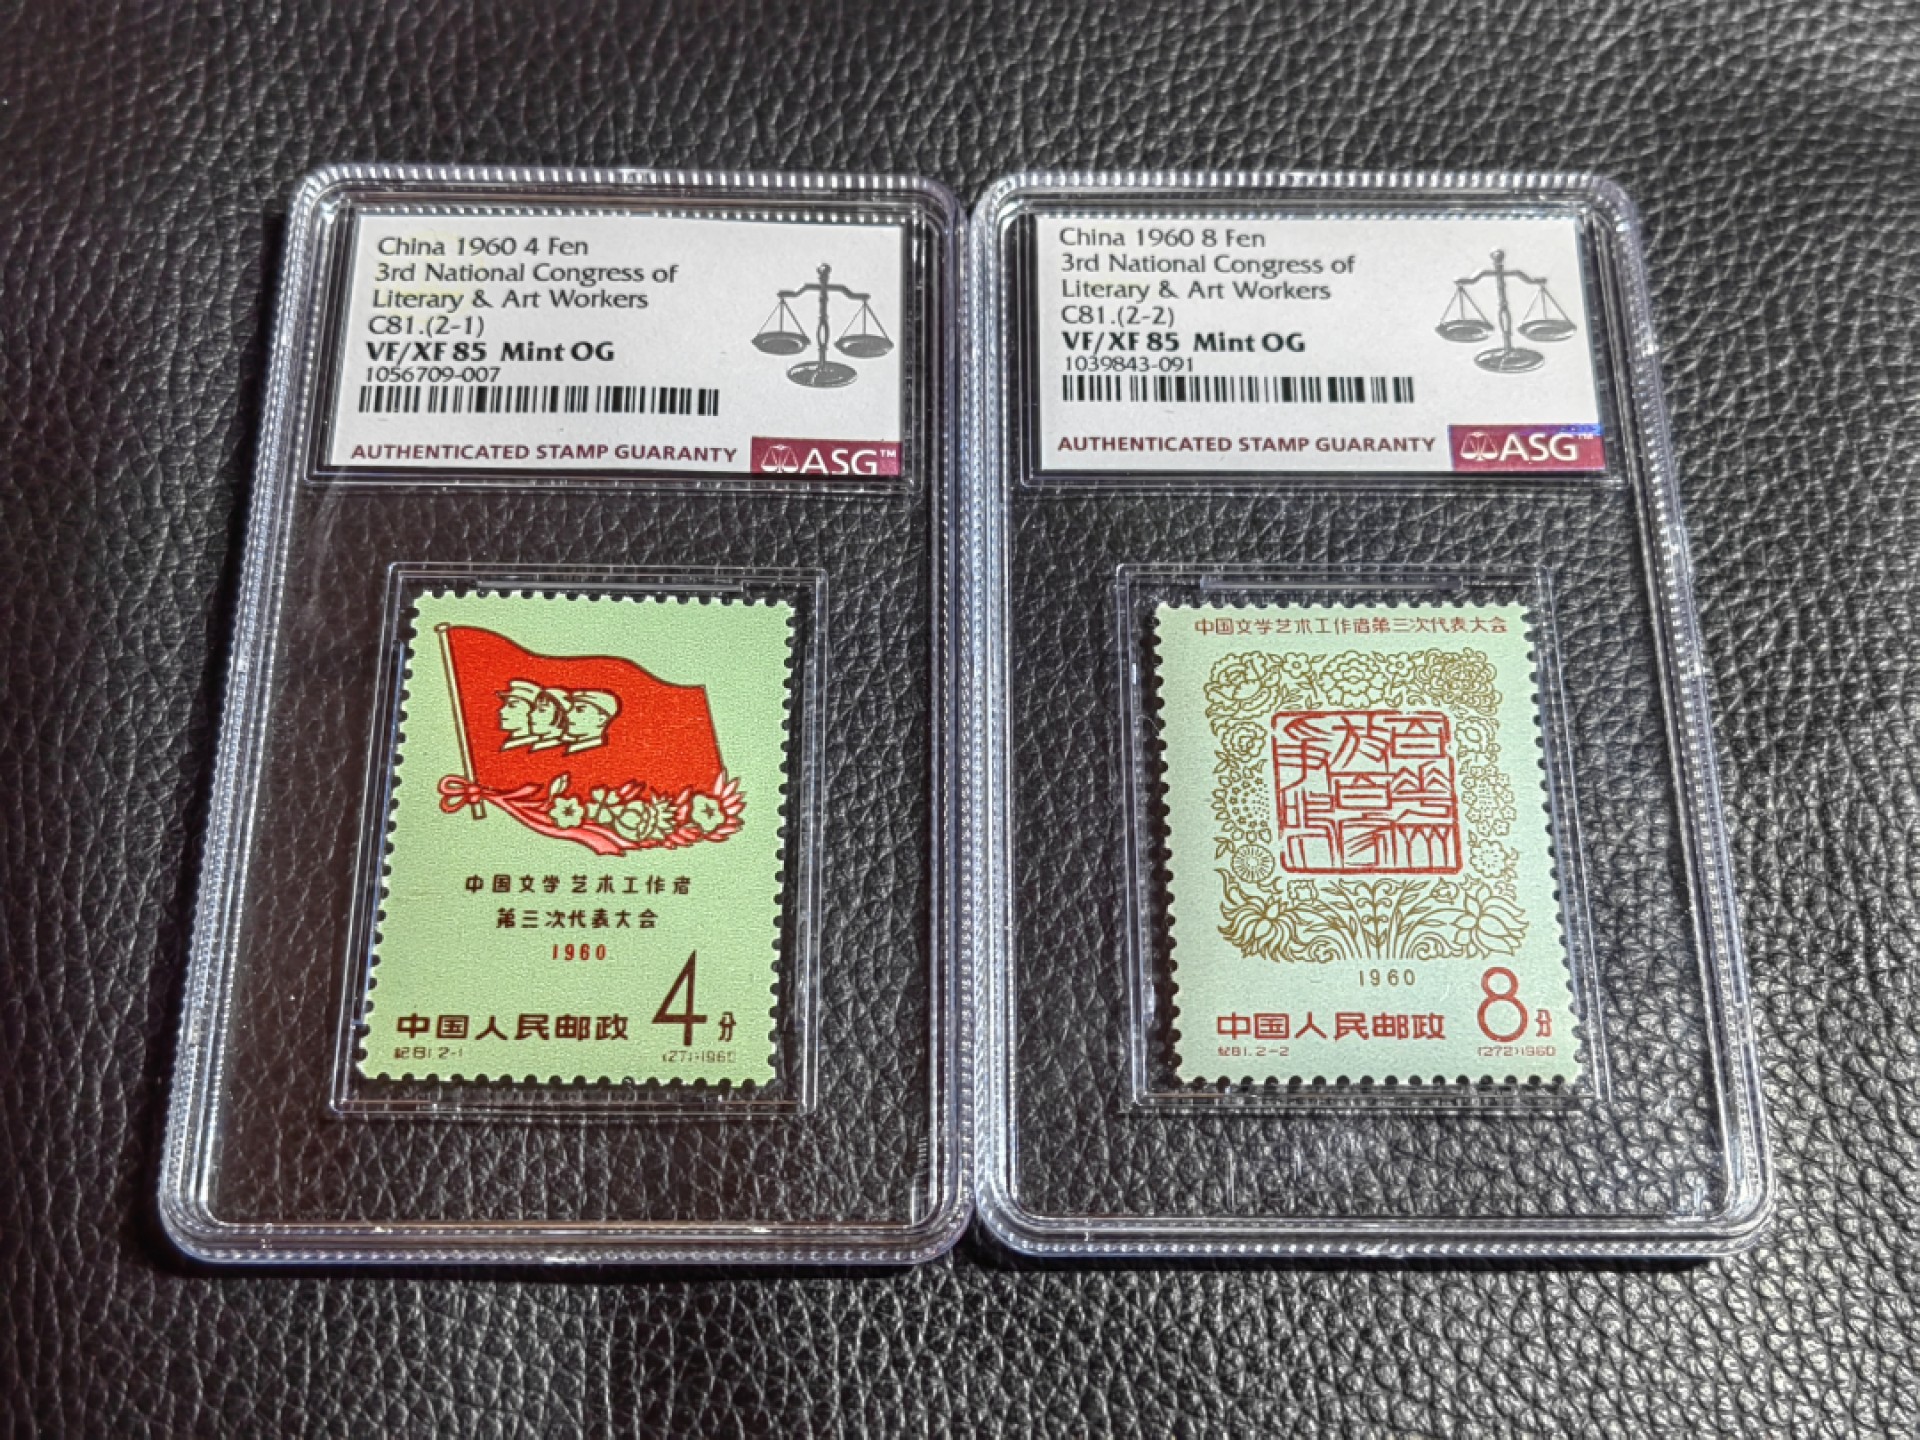 China 1960 4 Fen
3rd National Congress of
Literary & Art Workers
C81.(2-1)
VF/XF 85 Mint OG
1056709-007
AUTHENTICATED STAMP GUARANTY
ASG™
中国文学艺术工作者
第三次代表大会
1960
中国人民邮政 4分
纪81.2-1 (271)-1960
China 1960 8 Fen
3rd National Congress of
Literary & Art Workers
C81.(2-2)
VF/XF 85 Mint OG
1039843-091
AUTHENTICATED STAMP GUARANTY
ASG™
中国文学艺术工作者第三次代表大会
百花
放百
争鸣
1960
中国人民邮政 8分
纪81.2-2 (272)1960